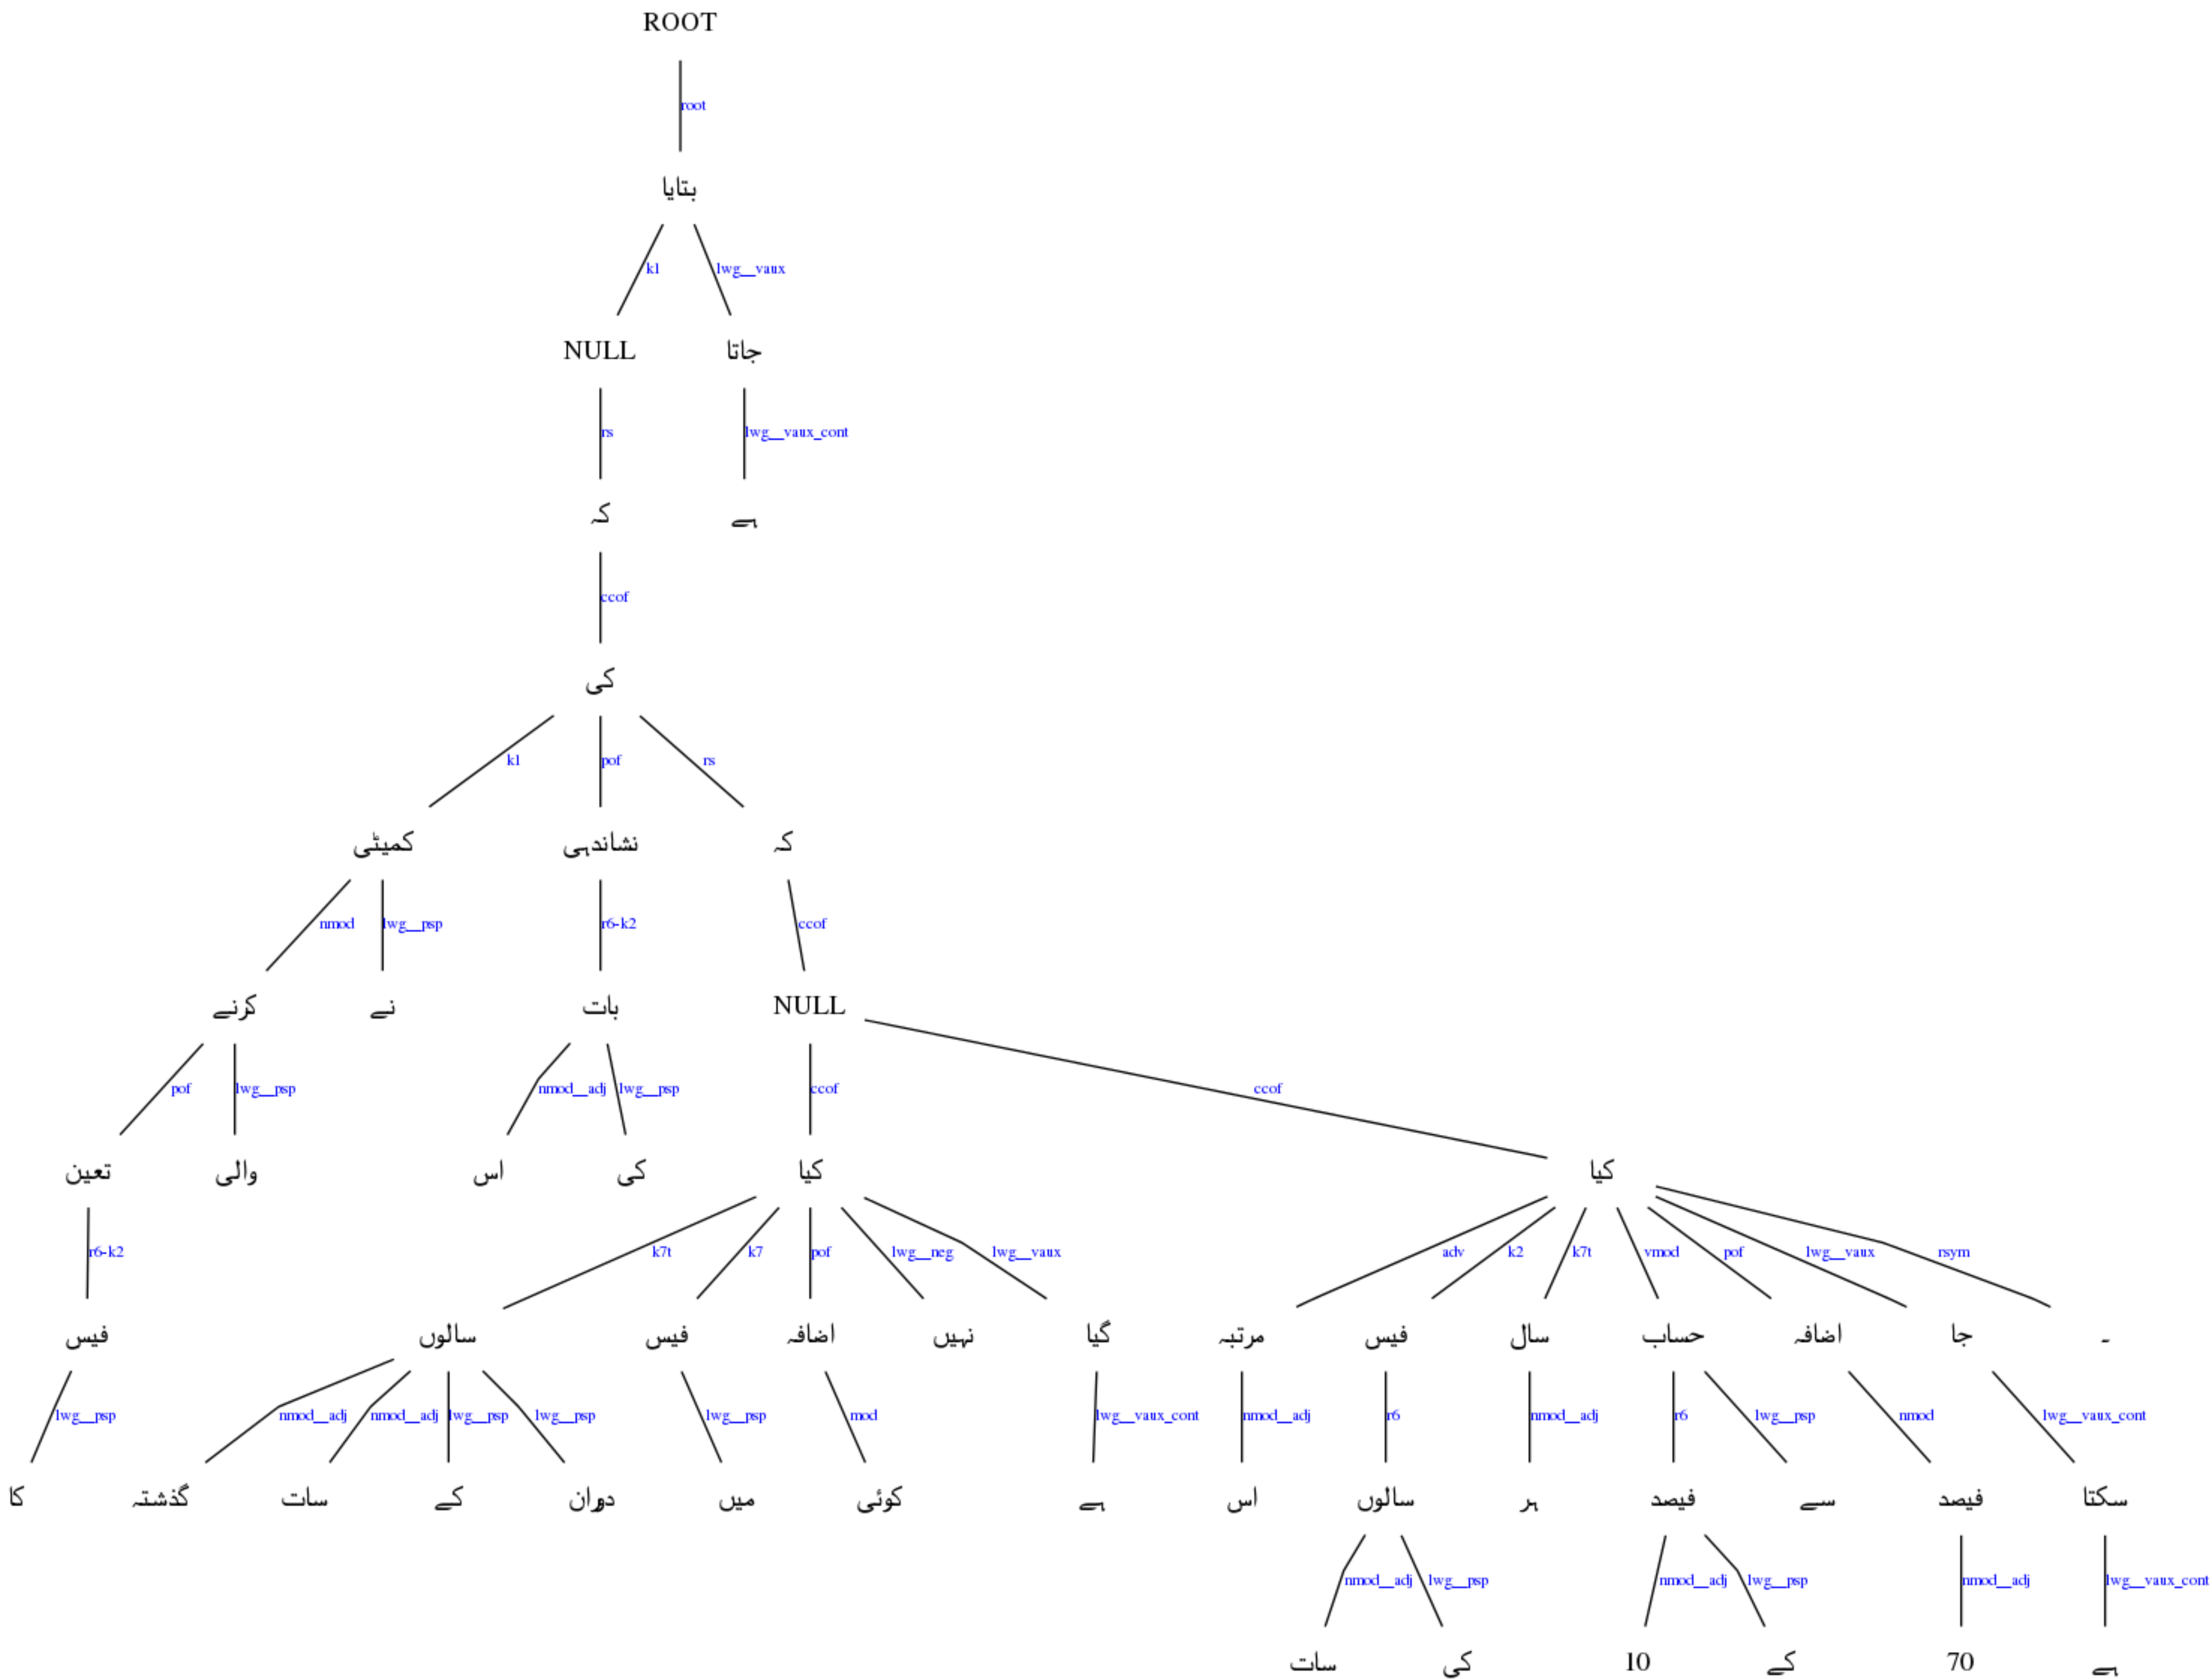 ROOT
root
بتایا
k1 lwg__vaux
NULL جاتا
rs lwg__vaux_cont
کہ ہے
ccof
کی
k1 pof rs
کمیٹی نشاندہی کہ
nmod lwg__psp r6-k2 ccof
کرنے نے بات NULL
pof lwg__psp nmod__adj lwg__psp ccof ccof
تعین والی اس کی کیا کیا
r6-k2 k7t k7 pof lwg__neg lwg__vaux adv k2 k7t vmod pof lwg__vaux rsym
فیس سالوں فیس اضافہ نہیں گیا مرتبہ فیس سال حساب اضافہ جا ۔
lwg__psp nmod__adj nmod__adj lwg__psp lwg__psp lwg__psp mod lwg__vaux_cont nmod__adj r6 nmod__adj r6 lwg__psp nmod lwg__vaux_cont
کا گذشتہ سات کے دوران میں کوئی ہے اس سالوں ہر فیصد سے فیصد سکتا
nmod__adj lwg__psp nmod__adj lwg__psp nmod__adj lwg__vaux_cont
سات کی 10 کے 70 ہے